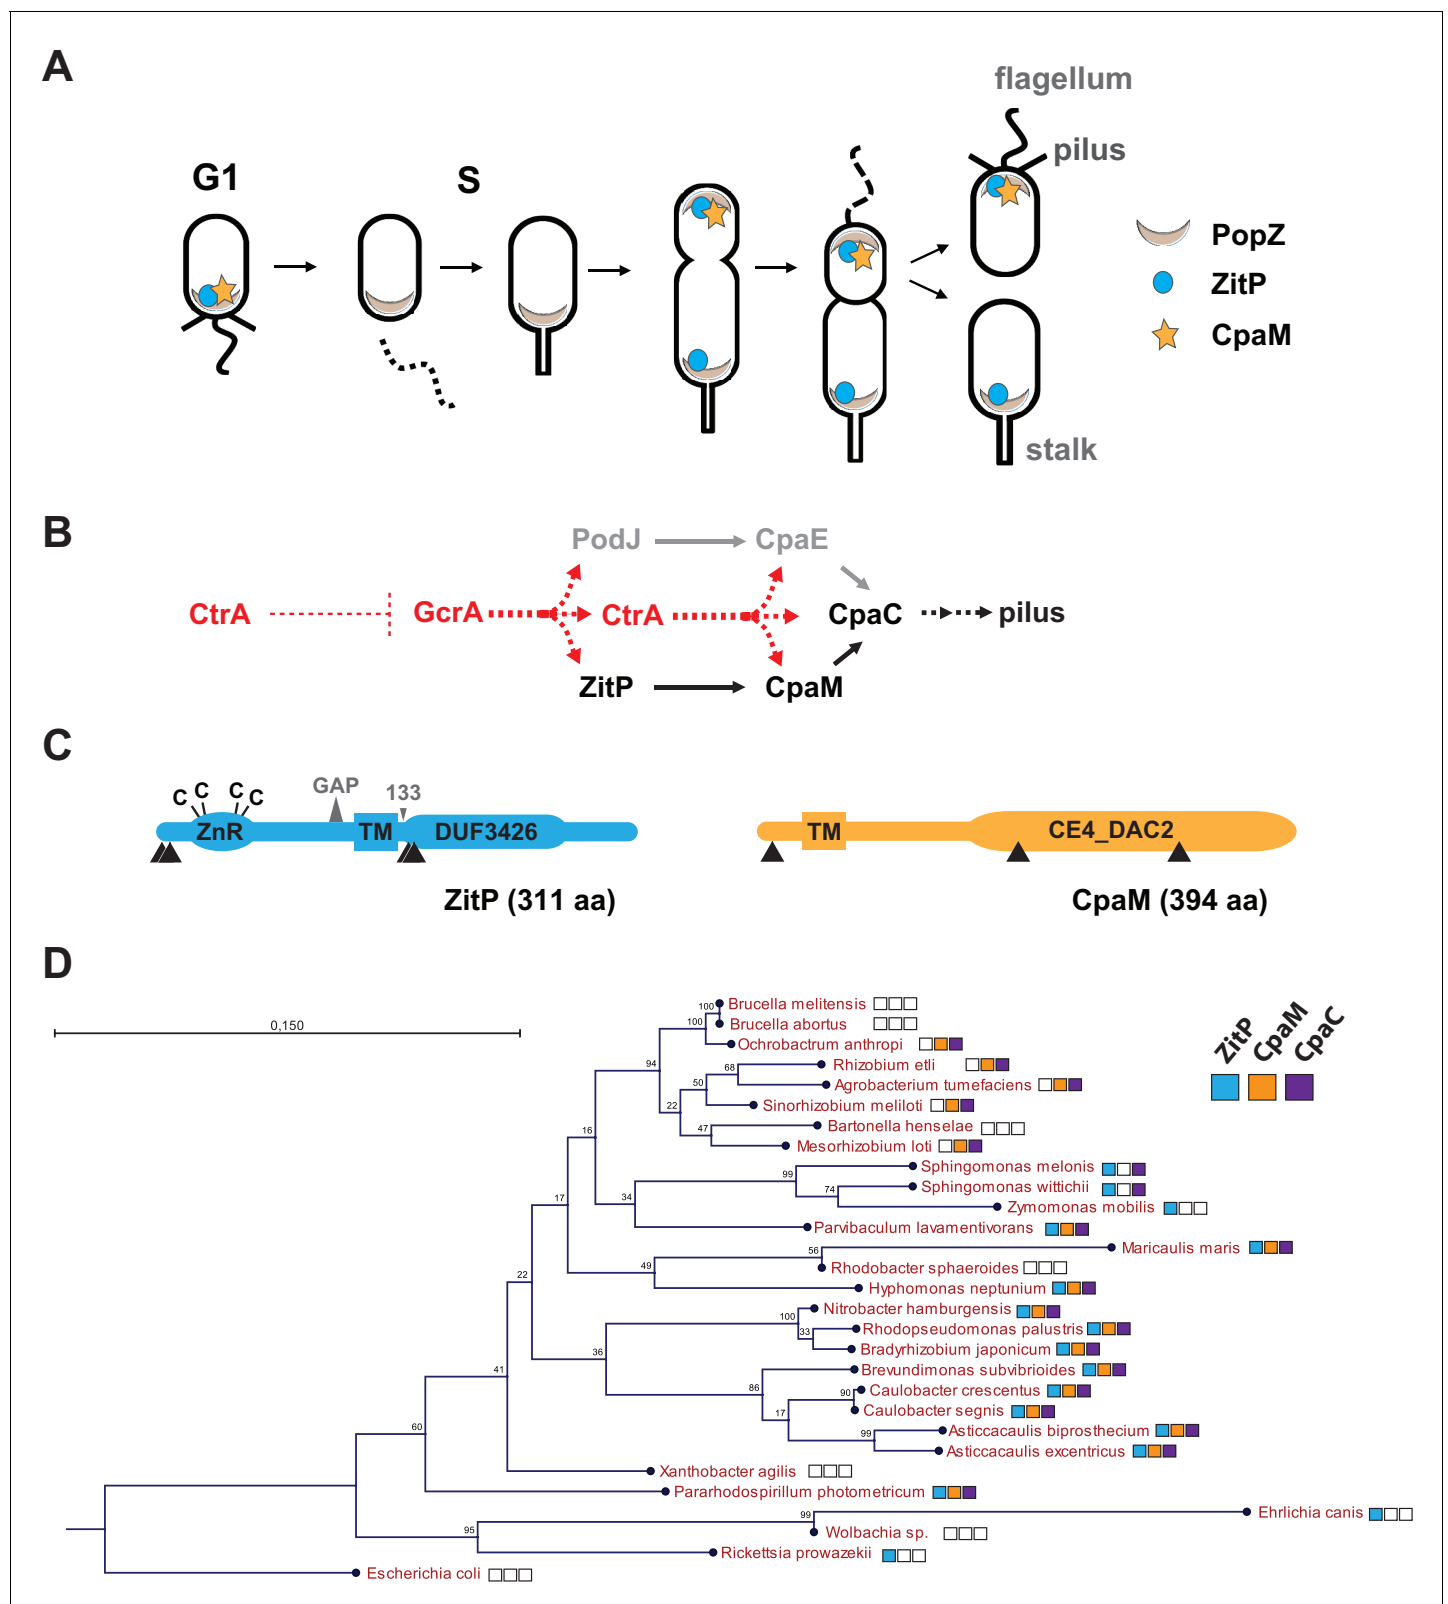 A
flagellum
pilus
G1
S
PopZ
ZitP
CpaM
stalk
B
PodJ
CpaE
CtrA
GcrA
CtrA
CpaC
pilus
ZitP
CpaM
C
C C C C
GAP
133
ZnR
TM
DUF3426
ZitP (311 aa)
TM
CE4_DAC2
CpaM (394 aa)
D
0,150
ZitP
CpaM
CpaC
100
Brucella melitensis
100
Brucella abortus
Ochrobactrum anthropi
94
68
Rhizobium etli
50
Agrobacterium tumefaciens
22
Sinorhizobium meliloti
47
Bartonella henselae
16
Mesorhizobium loti
99
Sphingomonas melonis
74
Sphingomonas wittichii
34
17
Zymomonas mobilis
Parvibaculum lavamentivorans
56
Maricaulis maris
49
Rhodobacter sphaeroides
22
Hyphomonas neptunium
100
Nitrobacter hamburgensis
33
Rhodopseudomonas palustris
36
Bradyrhizobium japonicum
41
86
Brevundimonas subvibrioides
90
Caulobacter crescentus
17
Caulobacter segnis
60
99
Asticcacaulis biprosthecium
Asticcacaulis excentricus
Xanthobacter agilis
Pararhodospirillum photometricum
99
Ehrlichia canis
95
Wolbachia sp.
Rickettsia prowazekii
Escherichia coli